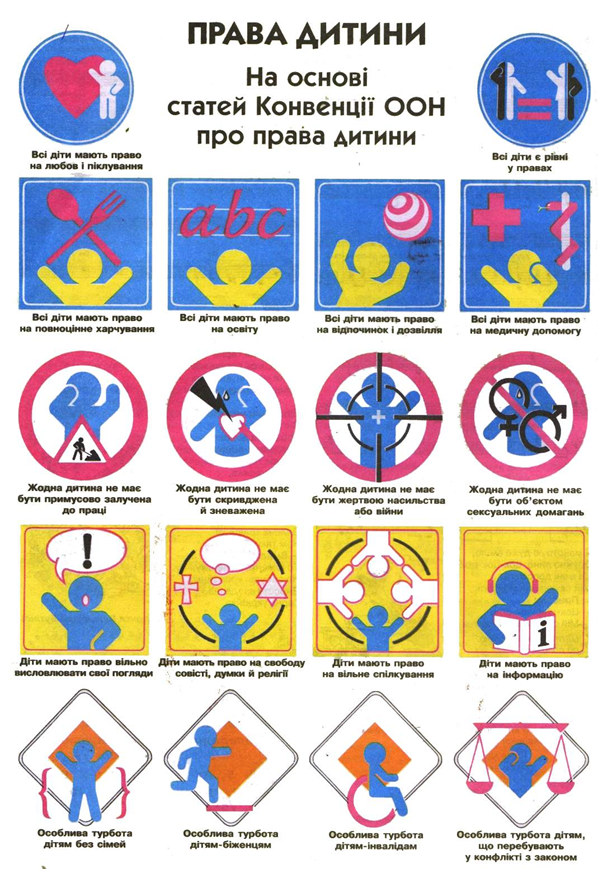 ПРАВА ДИТИНИ
На основі
статей Конвенції ООН
про права дитини
Всі діти мають право
на любов і піклування
Всі діти є рівні
у правах
Всі діти мають право
на повноцінне харчування
abc
Всі діти мають право
на освіту
Всі діти мають право
на відпочинок і дозвілля
Всі діти мають право
на медичну допомогу
Жодна дитина не має
бути примусово залучена
до праці
Жодна дитина не має
бути скривджена
й зневажена
Жодна дитина не має
бути жертвою насильства
або війни
Жодна дитина не має
бути об’єктом
сексуальних домагань
!
Діти мають право вільно
висловлювати свої погляди
Діти мають право на свободу
совісті, думки й релігії
Діти мають право
на вільне спілкування
i
Діти мають право
на інформацію
Особлива турбота
дітям без сімей
Особлива турбота
дітям-біженцям
Особлива турбота
дітям-інвалідам
Особлива турбота дітям,
що перебувають
у конфлікті з законом